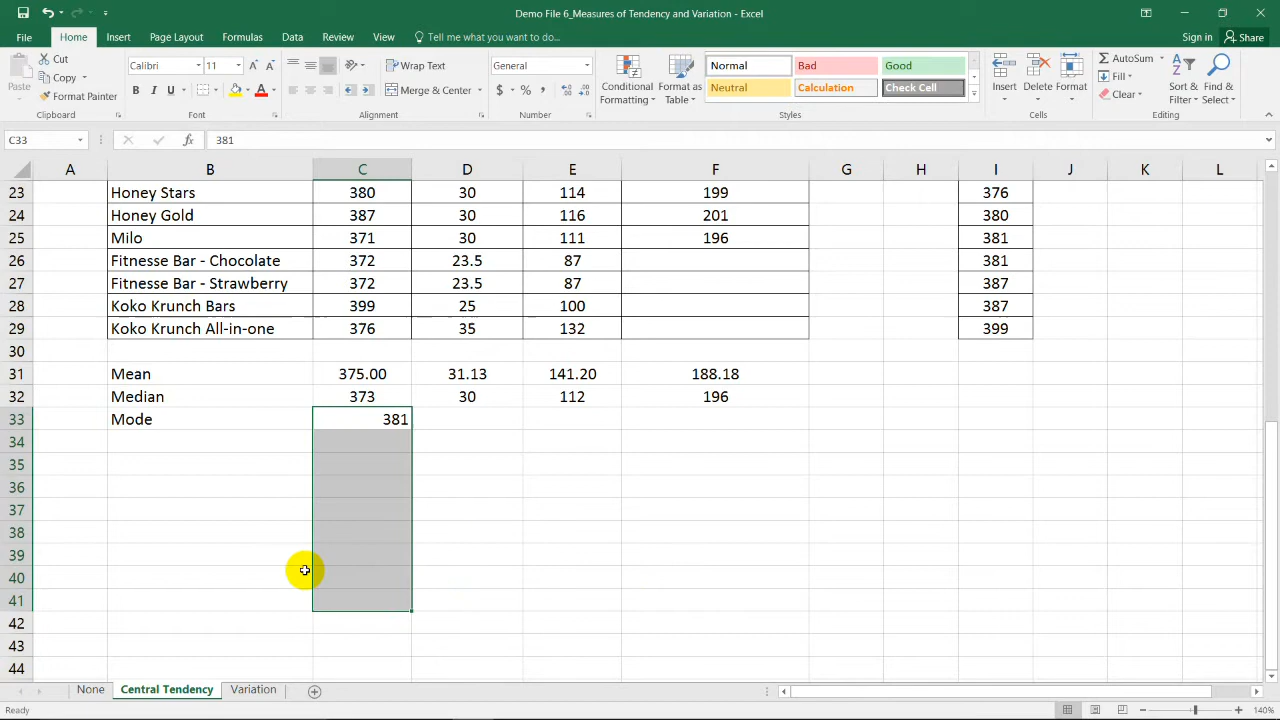 Demo File 6_Measures of Tendency and Variation - Excel
File Home Insert Page Layout Formulas Data Review View Tell me what you want to do... Sign in Share
Paste Cut Copy Format Painter
Clipboard
Calibri 11
B I U
Font
Wrap Text
Merge & Center
Alignment
General
$ % ,
Number
Conditional Formatting Format as Table
Normal Bad Good
Neutral Calculation Check Cell
Styles
Insert Delete Format
Cells
AutoSum
Fill
Clear
Sort & Filter Find & Select
Editing
C33 fx 381
A B C D E F G H I J K L
23 Honey Stars 380 30 114 199 376
24 Honey Gold 387 30 116 201 380
25 Milo 371 30 111 196 381
26 Fitnesse Bar - Chocolate 372 23.5 87 381
27 Fitnesse Bar - Strawberry 372 23.5 87 387
28 Koko Krunch Bars 399 25 100 387
29 Koko Krunch All-in-one 376 35 132 399
30
31 Mean 375.00 31.13 141.20 188.18
32 Median 373 30 112 196
33 Mode 381
34
35
36
37
38
39
40
41
42
43
44
None Central Tendency Variation
Ready 140%